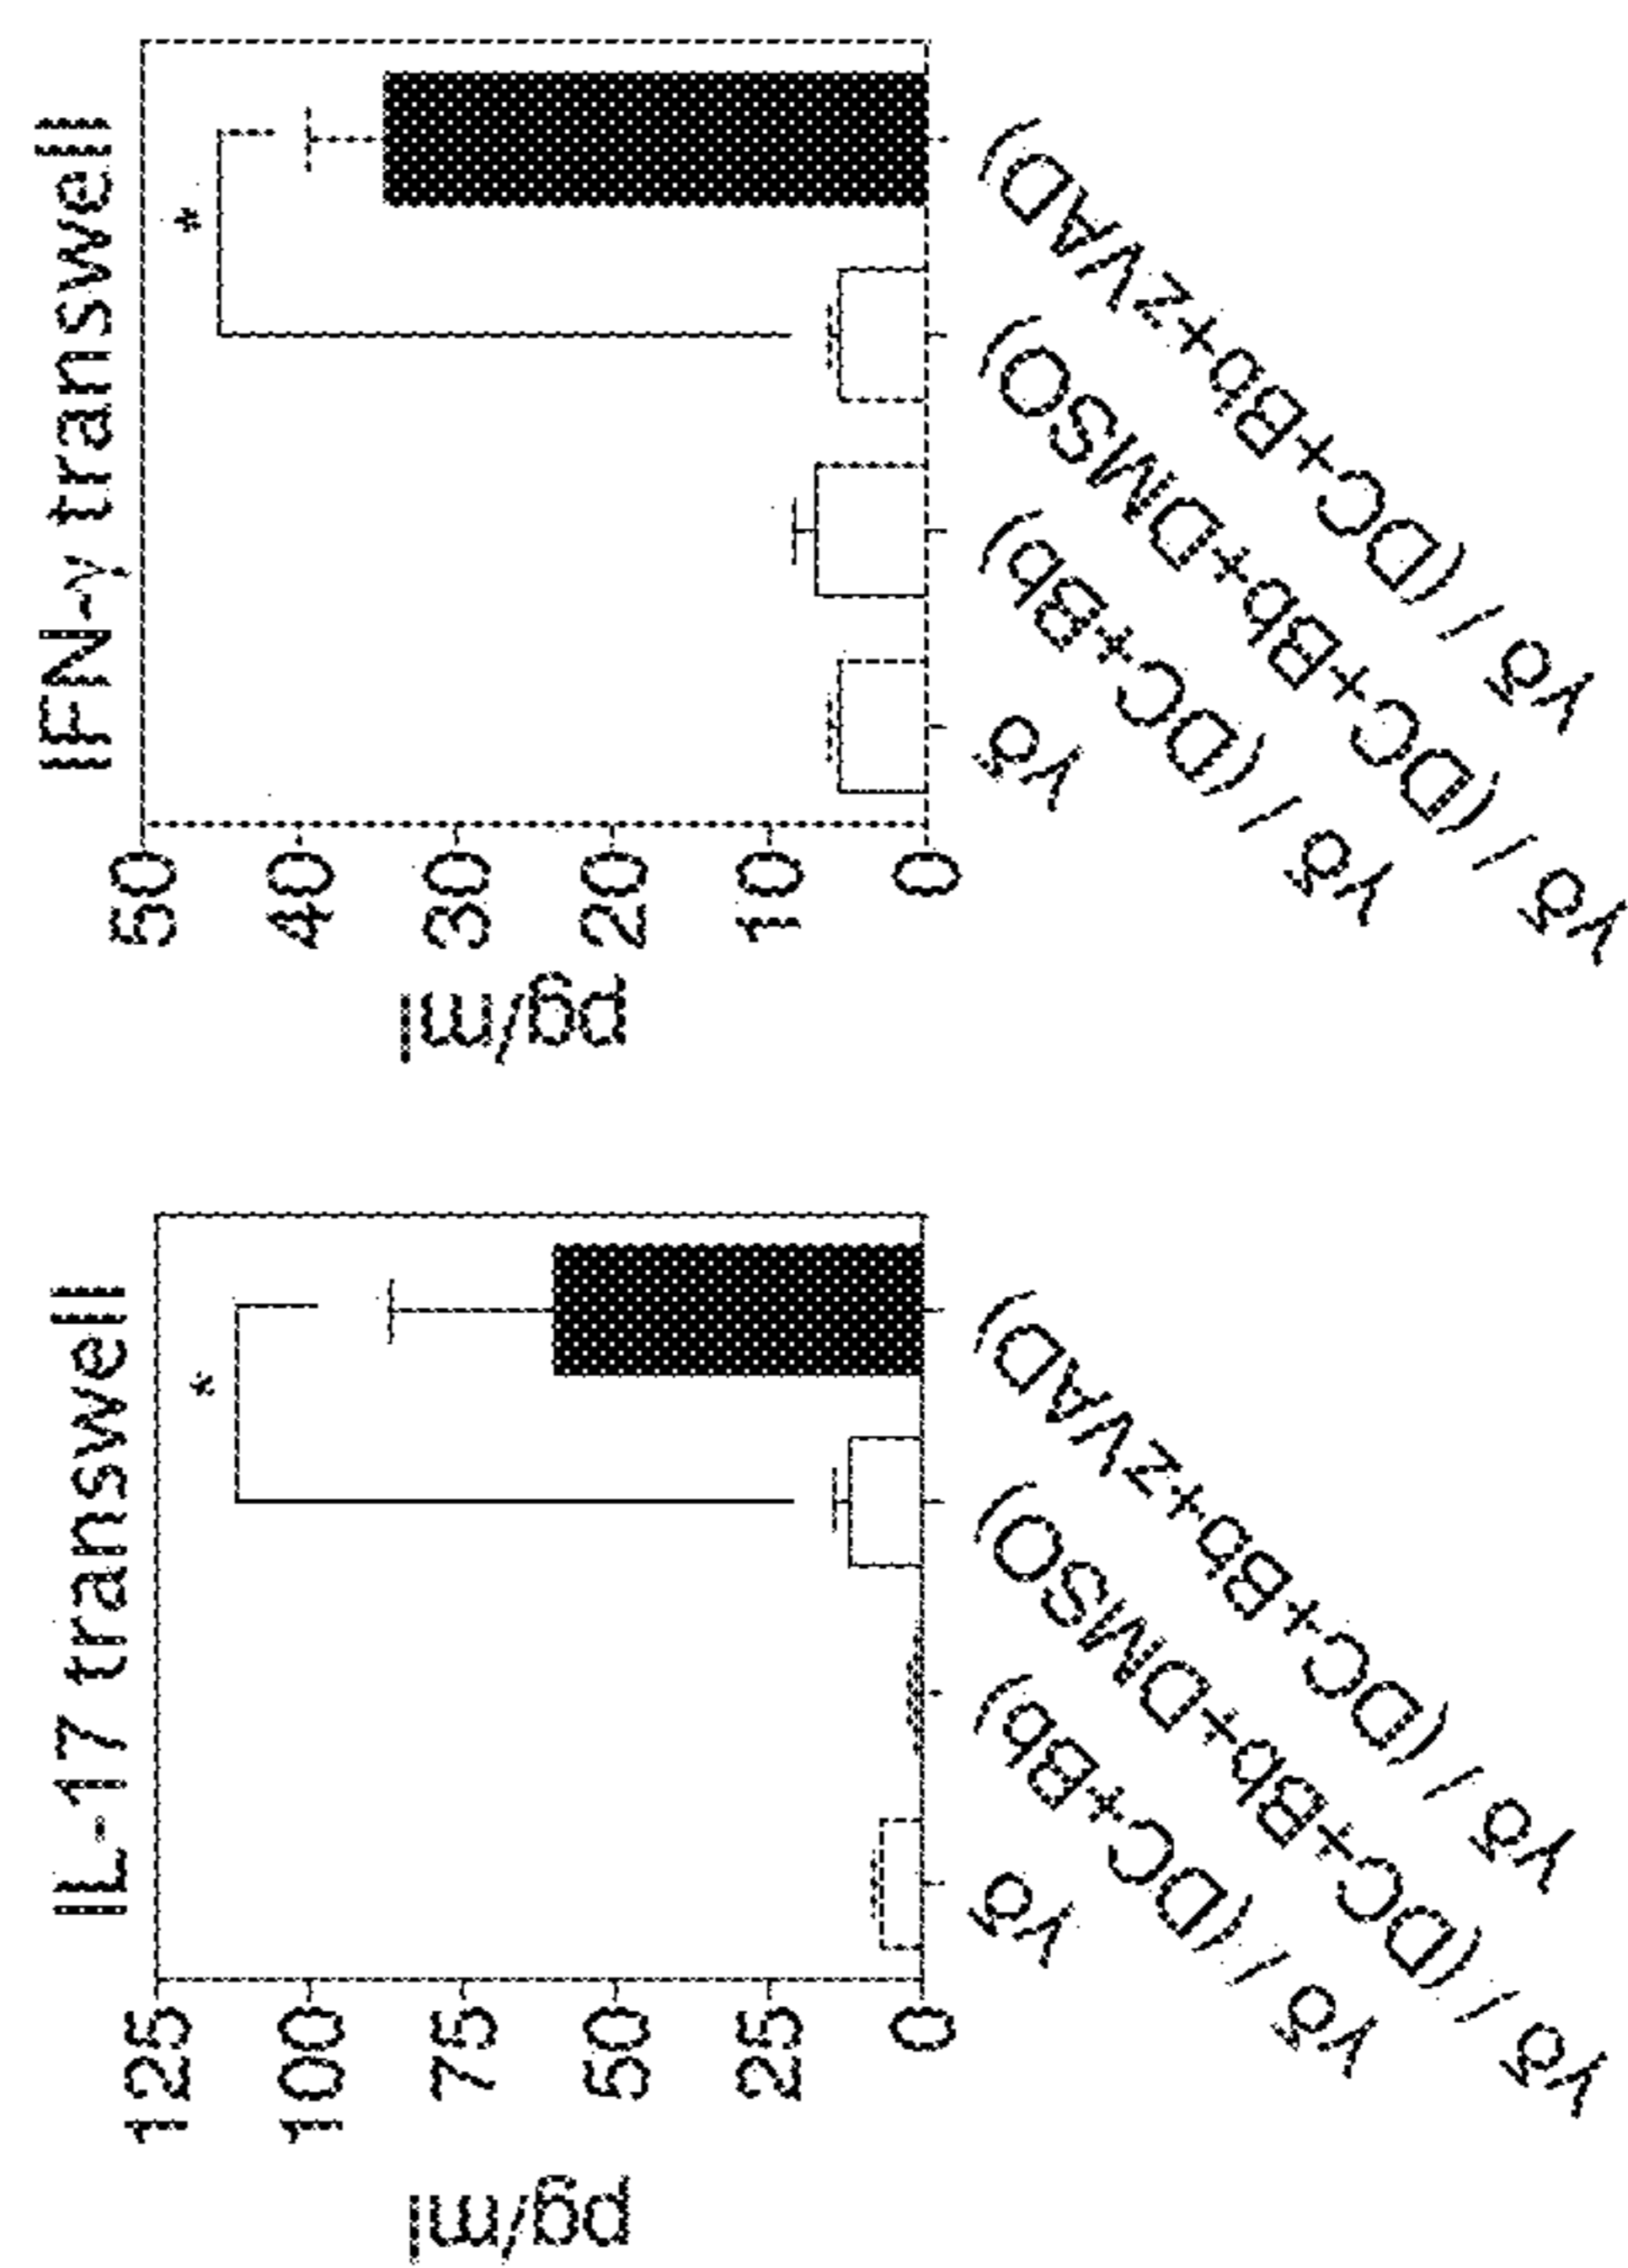 IL-17 transwell
*
125
100
75
50
25
0
pg/ml
γδ
γδ / (DC+Bb)
γδ / (DC+Bb+DMSO)
γδ / (DC+Bb+zVAD)
IFN-γ transwell
*
50
40
30
20
10
0
pg/ml
γδ
γδ / (DC+Bb)
γδ / (DC+Bb+DMSO)
γδ / (DC+Bb+zVAD)